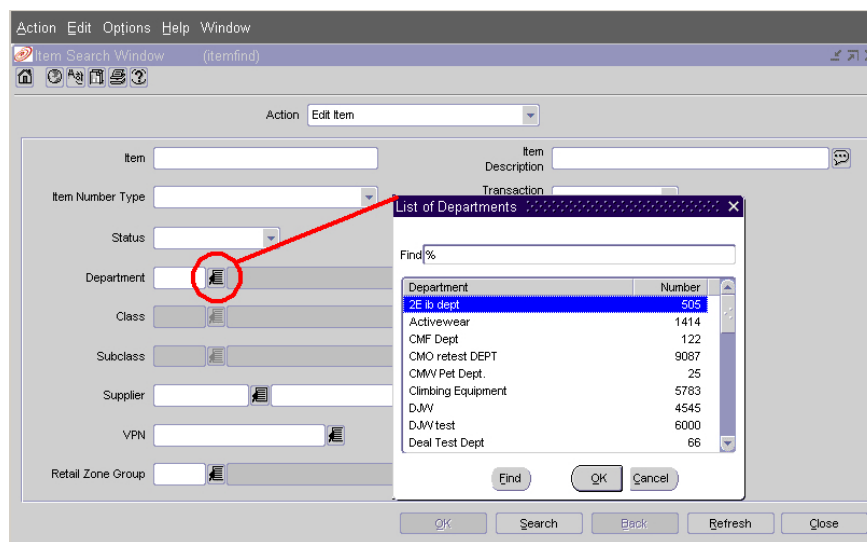 Action Edit Options Help Window
Item Search Window (itemfind)
Action Edit Item
Item
Item Description
Item Number Type
Transaction
Status
Department
Class
Subclass
Supplier
VPN
Retail Zone Group
List of Departments
Find %
Department Number
2E ib dept 505
Activewear 1414
CMF Dept 122
CMO retest DEPT 9087
CMW Pet Dept. 25
Climbing Equipment 5783
DJW 4545
DJW test 6000
Deal Test Dept 66
Find OK Cancel
OK Search Back Refresh Close